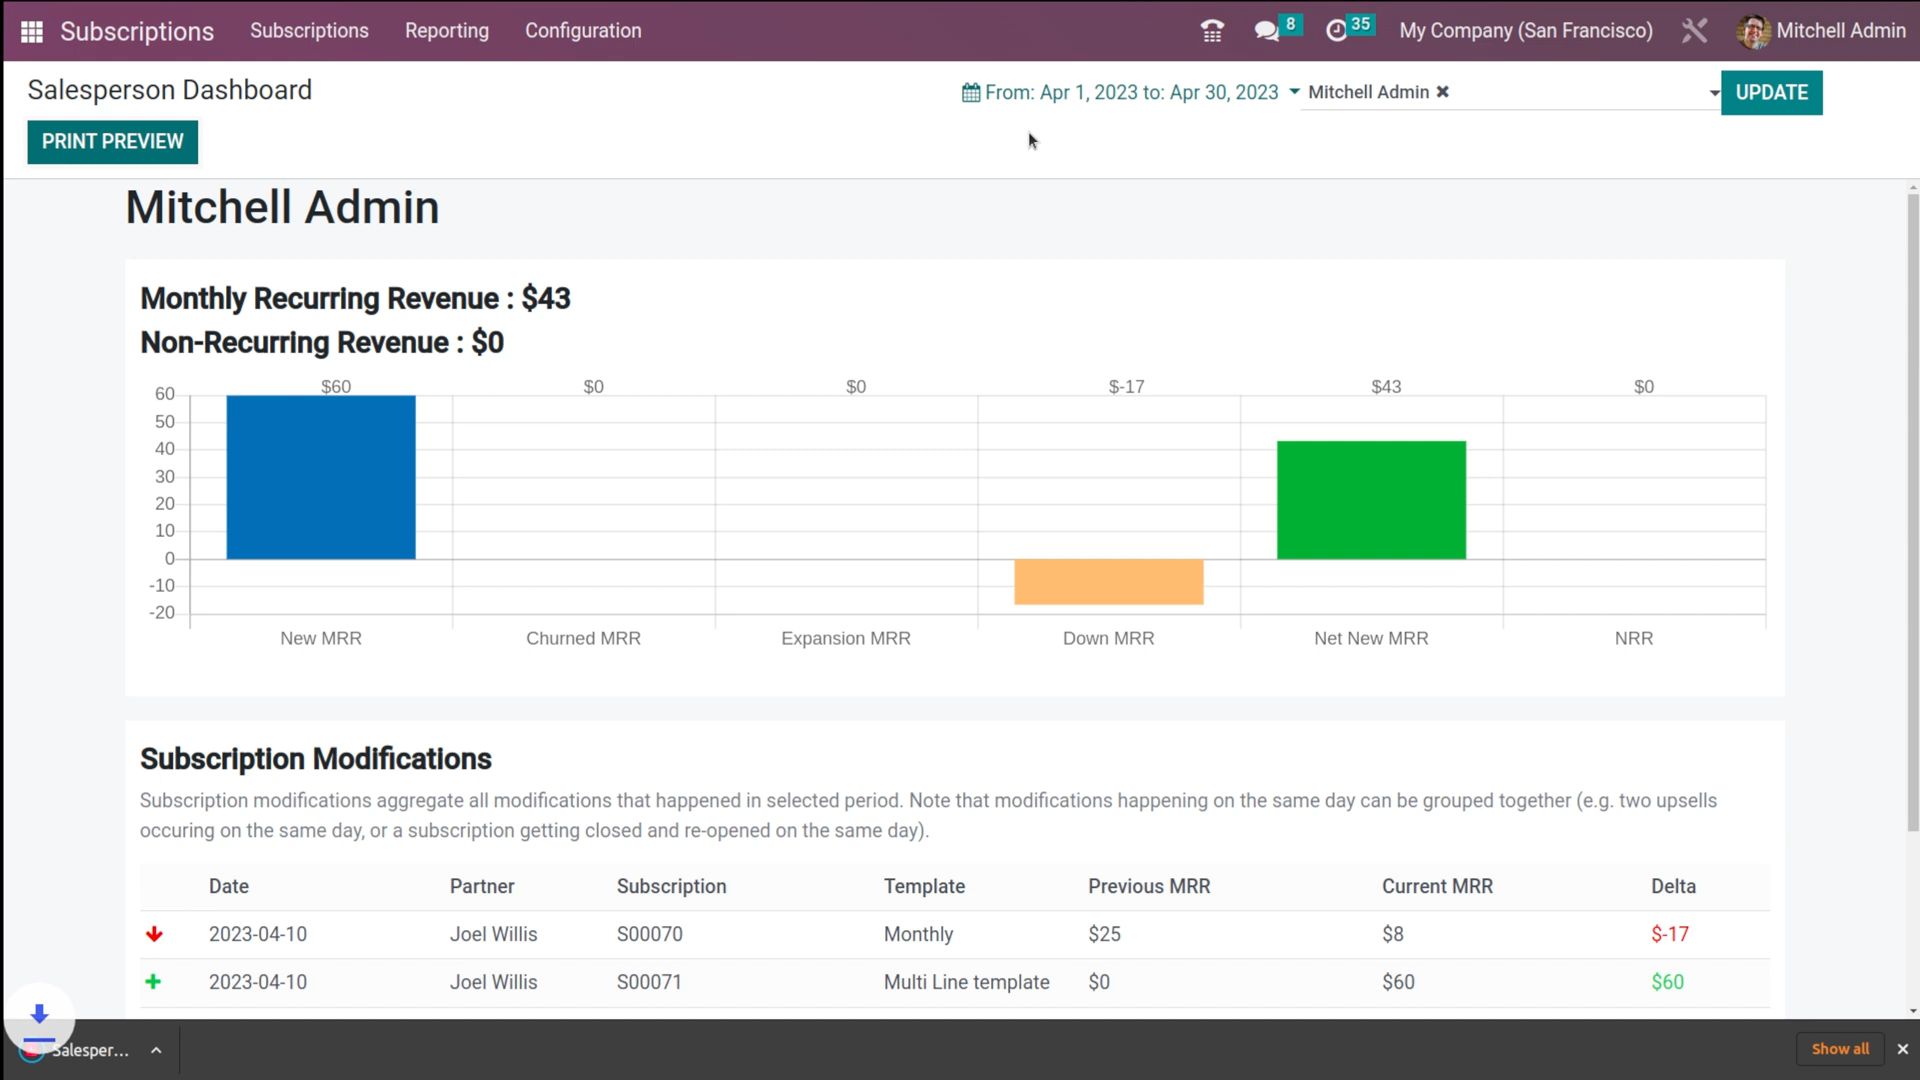 Subscriptions Subscriptions Reporting Configuration 8 35 My Company (San Francisco) Mitchell Admin
Salesperson Dashboard
From: Apr 1, 2023 to: Apr 30, 2023 Mitchell Admin UPDATE
PRINT PREVIEW
Mitchell Admin
Monthly Recurring Revenue : $43
Non-Recurring Revenue : $0
$60 $0 $0 $-17 $43 $0
60
50
40
30
20
10
0
-10
-20
New MRR Churned MRR Expansion MRR Down MRR Net New MRR NRR
Subscription Modifications
Subscription modifications aggregate all modifications that happened in selected period. Note that modifications happening on the same day can be grouped together (e.g. two upsells
occuring on the same day, or a subscription getting closed and re-opened on the same day).
Date Partner Subscription Template Previous MRR Current MRR Delta
2023-04-10 Joel Willis S00070 Monthly $25 $8 $-17
2023-04-10 Joel Willis S00071 Multi Line template $0 $60 $60
Salesper... Show all